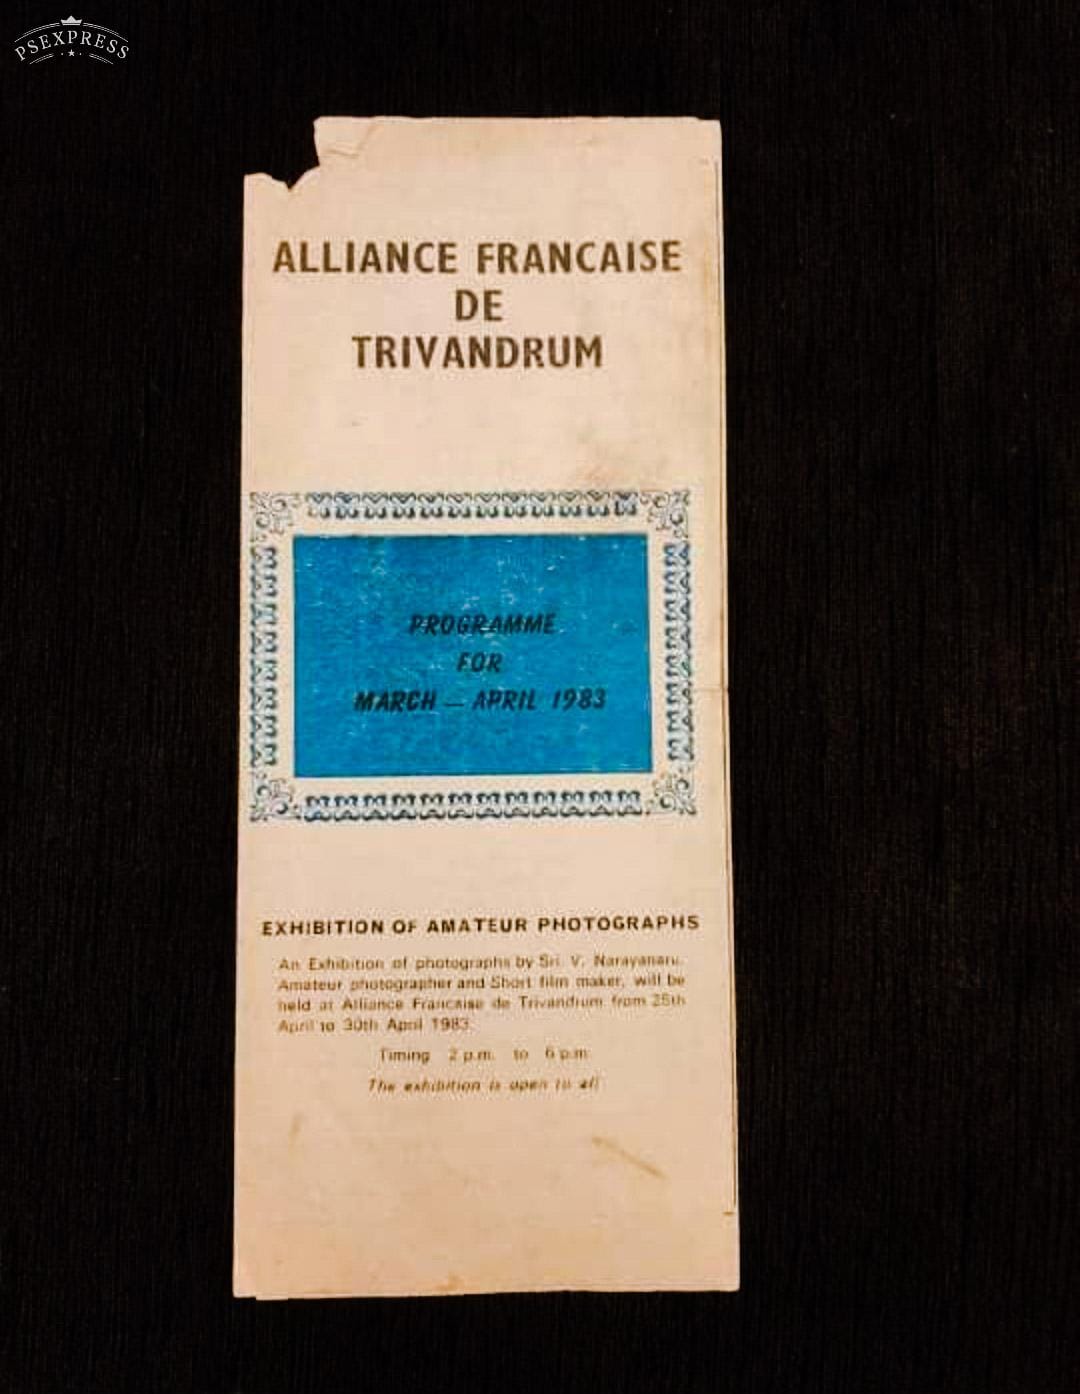 PSEXPRESS
ALLIANCE FRANCAISE
DE
TRIVANDRUM
PROGRAMME
FOR
MARCH — APRIL 1983
EXHIBITION OF AMATEUR PHOTOGRAPHS
An Exhibition of photographs by Sri. V.
Amateur photographer and Short film maker, will be
held at Alliance Francaise de Trivandrum from 25th
April to 30th April 1983.
Timing 2 p.m. to 6 p.m.
The exhibition is open to all